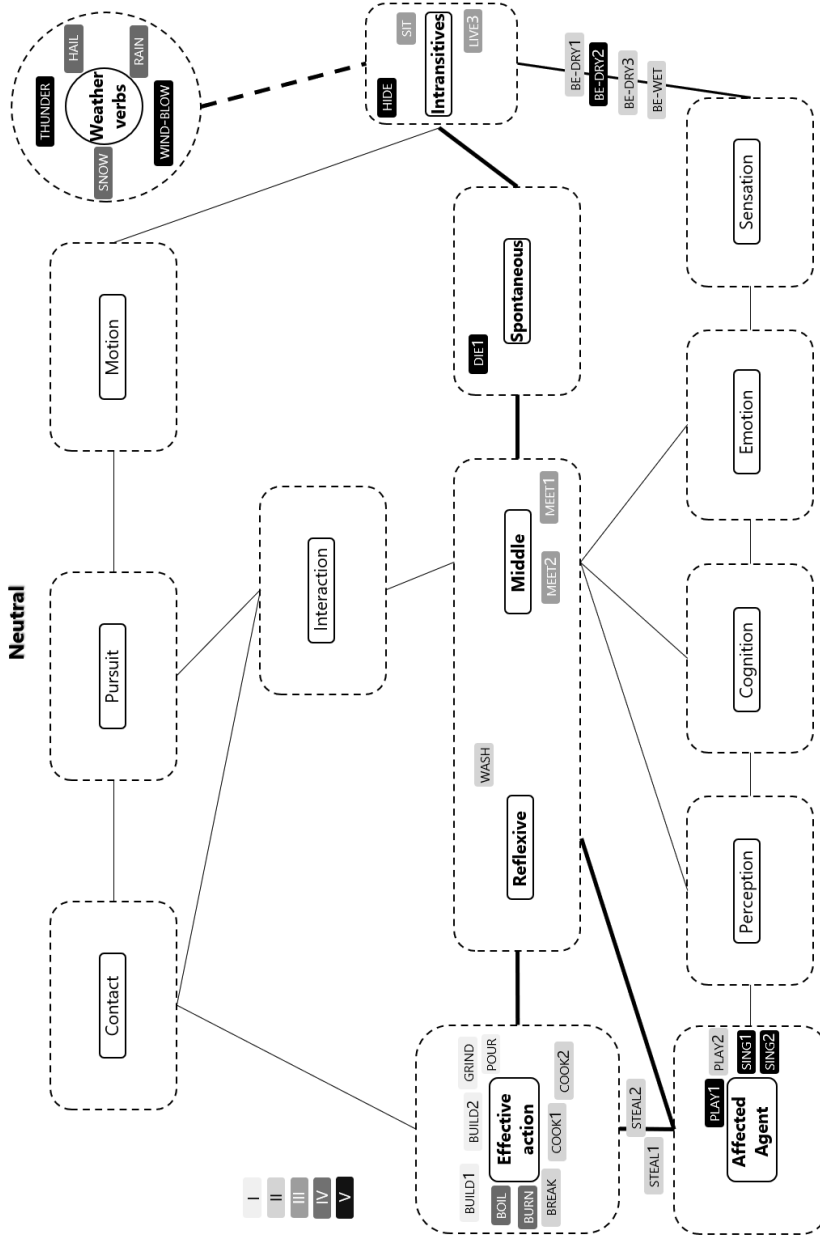 Neutral
I
II
III
IV
V
Contact
Pursuit
Motion
SNOW
THUNDER
HAIL
Weather
verbs
RAIN
WIND-BLOW
Interaction
BUILD1
BUILD2
GRIND
POUR
BOIL
BURN
BREAK
Effective
action
COOK1
COOK2
WASH
Reflexive
Middle
MEET2
MEET1
DIE1
Spontaneous
HIDE
SIT
Intransitives
LIVE3
STEAL1
STEAL2
BE-DRY1
BE-DRY2
BE-DRY3
BE-WET
PLAY1
PLAY2
SING1
SING2
Affected
Agent
Perception
Cognition
Emotion
Sensation